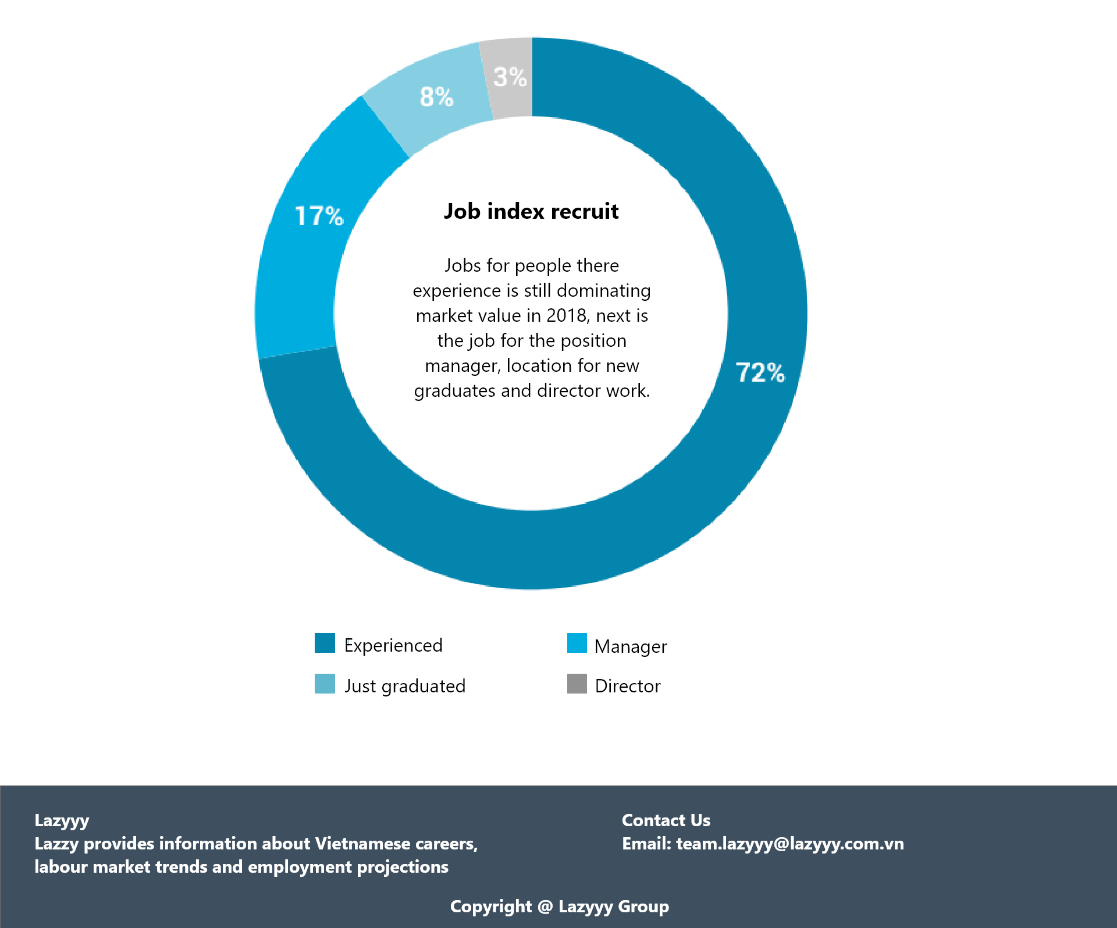 3%
8%
17%
Job index recruit
Jobs for people there
experience is still dominating
market value in 2018, next is
the job for the position
manager, location for new
graduates and director work.
72%
Experienced
Manager
Just graduated
Director
Lazyyy
Lazzy provides information about Vietnamese careers,
labour market trends and employment projections
Contact Us
Email: team.lazyyy@lazyyy.com.vn
Copyright @ Lazyyy Group